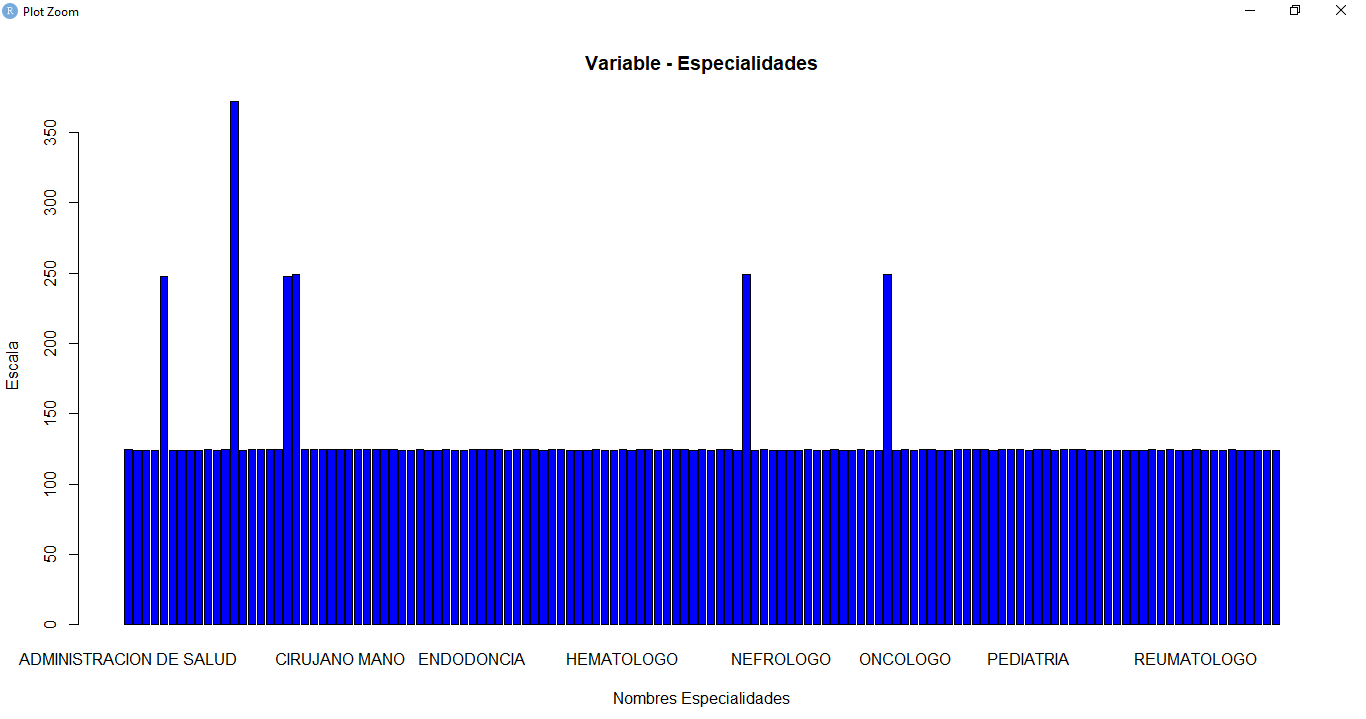 R Plot Zoom
Variable - Especialidades
Escala
350
300
250
200
150
100
50
0
ADMINISTRACION DE SALUD CIRUJANO MANO ENDODONCIA HEMATOLOGO NEFROLOGO ONCOLOGO PEDIATRIA REUMATOLOGO
Nombres Especialidades